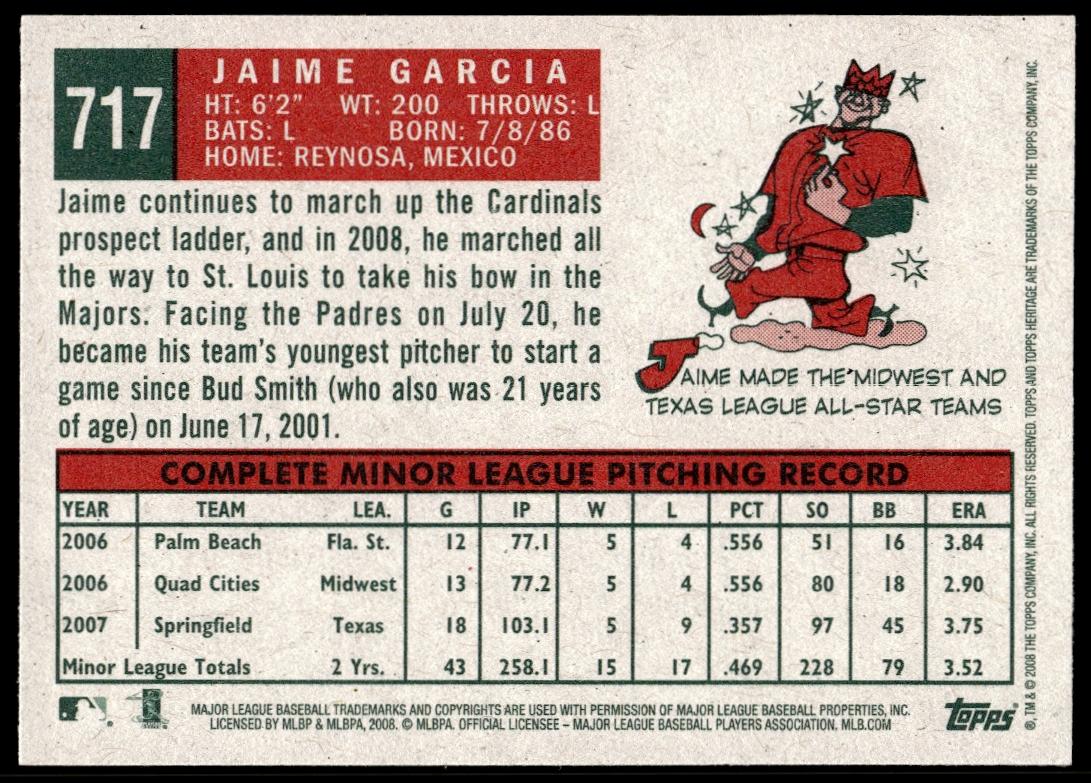 717
JAIME GARCIA
HT: 6'2" WT: 200 THROWS: L
BATS: L BORN: 7/8/86
HOME: REYNOSA, MEXICO
Jaime continues to march up the Cardinals
prospect ladder, and in 2008, he marched all
the way to St. Louis to take his bow in the
Majors. Facing the Padres on July 20, he
became his team's youngest pitcher to start a
game since Bud Smith (who also was 21 years
of age) on June 17, 2001.
JAIME MADE THE MIDWEST AND
TEXAS LEAGUE ALL-STAR TEAMS
COMPLETE MINOR LEAGUE PITCHING RECORD
YEAR TEAM LEA. G IP W L PCT SO BB ERA
2006 Palm Beach Fla. St. 12 77.1 5 4 .556 51 16 3.84
2006 Quad Cities Midwest 13 77.2 5 4 .556 80 18 2.90
2007 Springfield Texas 18 103.1 5 9 .357 97 45 3.75
Minor League Totals 2 Yrs. 43 258.1 15 17 .469 228 79 3.52
MAJOR LEAGUE BASEBALL TRADEMARKS AND COPYRIGHTS ARE USED WITH PERMISSION OF MAJOR LEAGUE BASEBALL PROPERTIES, INC.
LICENSED BY MLBP & MLBPA, 2008. © MLBPA. OFFICIAL LICENSEE – MAJOR LEAGUE BASEBALL PLAYERS ASSOCIATION. MLB.COM
topps
®, TM & © 2008 THE TOPPS COMPANY, INC. ALL RIGHTS RESERVED. TOPPS AND TOPPS HERITAGE ARE TRADEMARKS OF THE TOPPS COMPANY, INC.